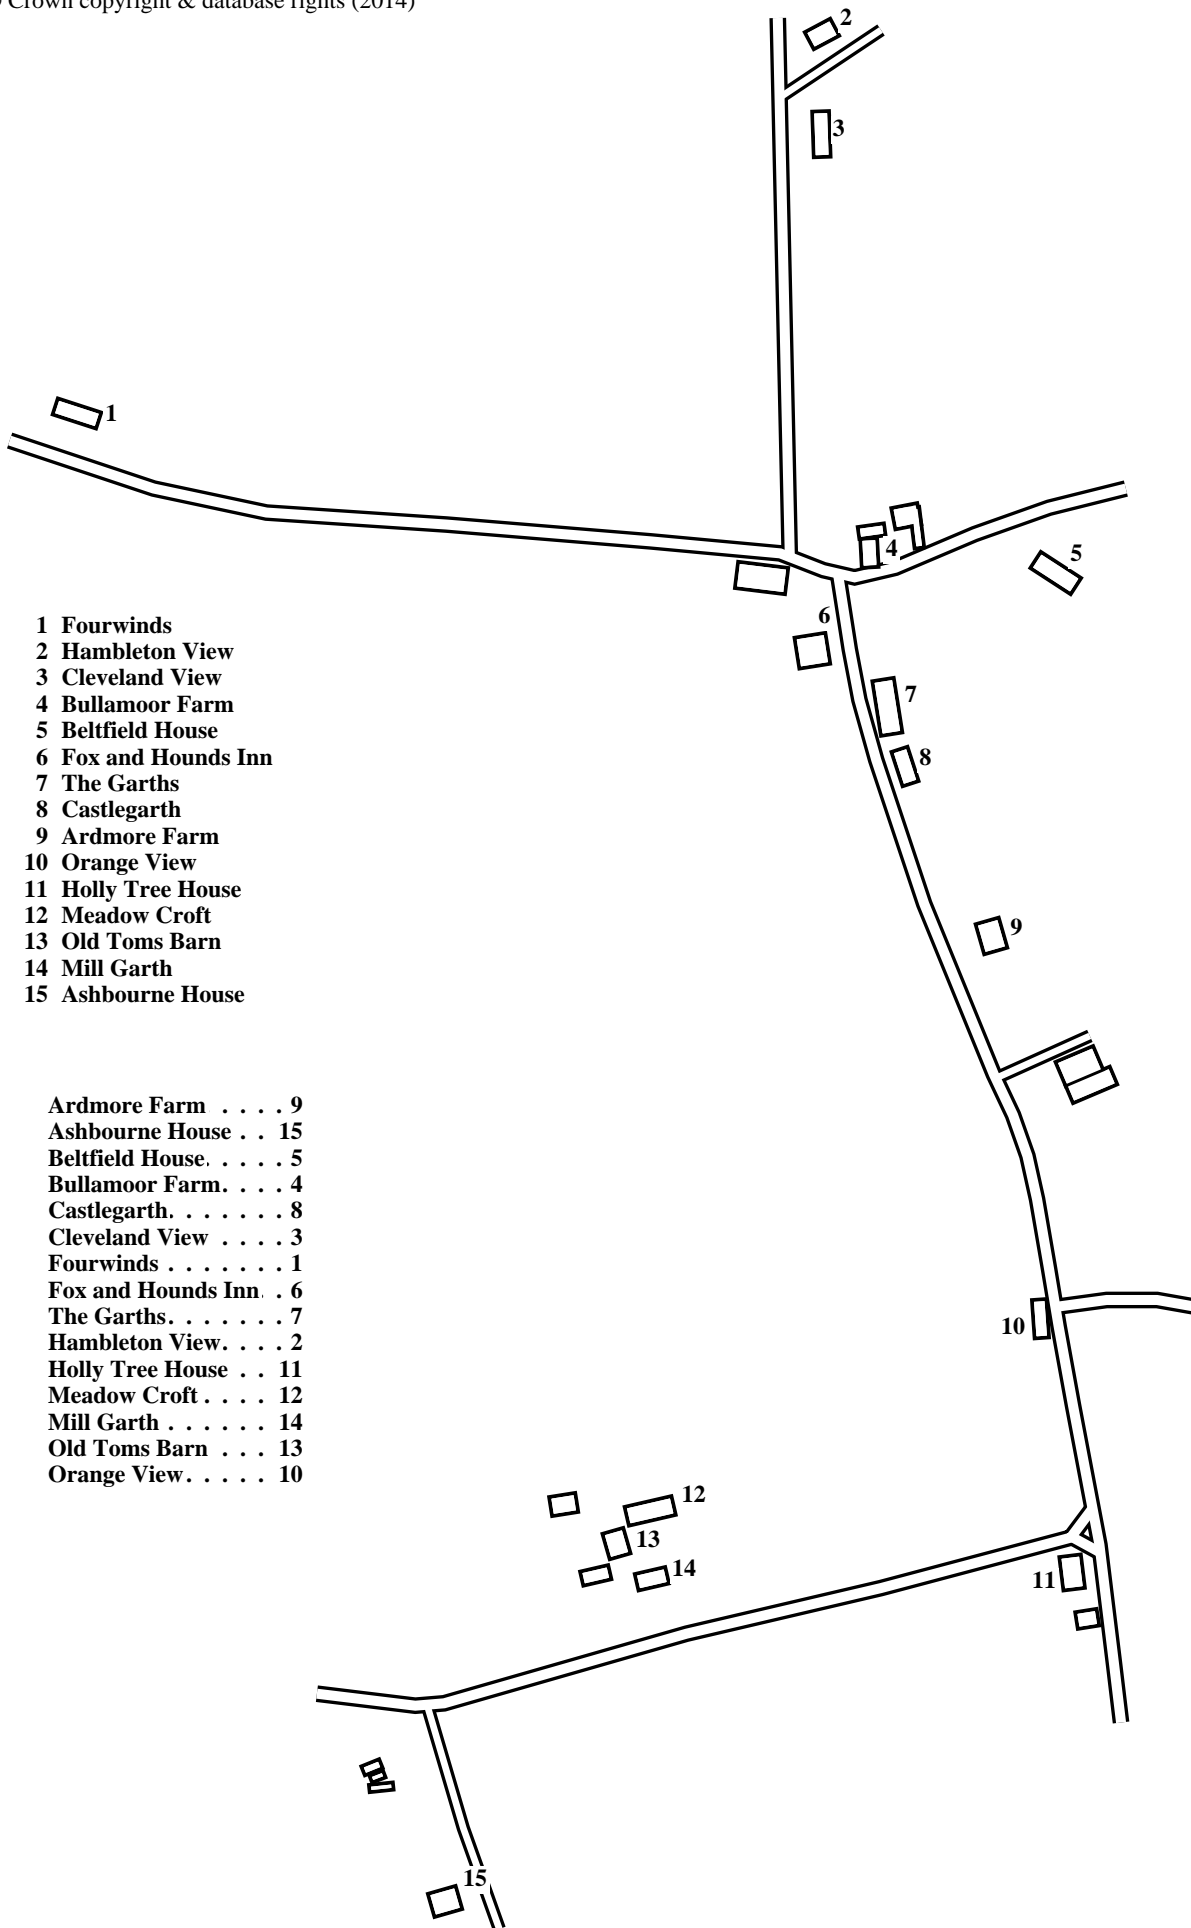 Crown copyright & database rights (2014)
2
3
1
4
5
6
1 Fourwinds
2 Hambleton View
3 Cleveland View
4 Bullamoor Farm
5 Beltfield House
6 Fox and Hounds Inn
7 The Garths
8 Castlegarth
9 Ardmore Farm
10 Orange View
11 Holly Tree House
12 Meadow Croft
13 Old Toms Barn
14 Mill Garth
15 Ashbourne House
7
8
9
Ardmore Farm . . . . 9
Ashbourne House . . 15
Beltfield House. . . . . 5
Bullamoor Farm. . . . 4
Castlegarth. . . . . . . 8
Cleveland View . . . . 3
Fourwinds . . . . . . . 1
Fox and Hounds Inn. . 6
The Garths. . . . . . . 7
Hambleton View. . . . 2
Holly Tree House . . 11
Meadow Croft . . . . 12
Mill Garth . . . . . . 14
Old Toms Barn . . . 13
Orange View. . . . . 10
10
12
13
14
11
15